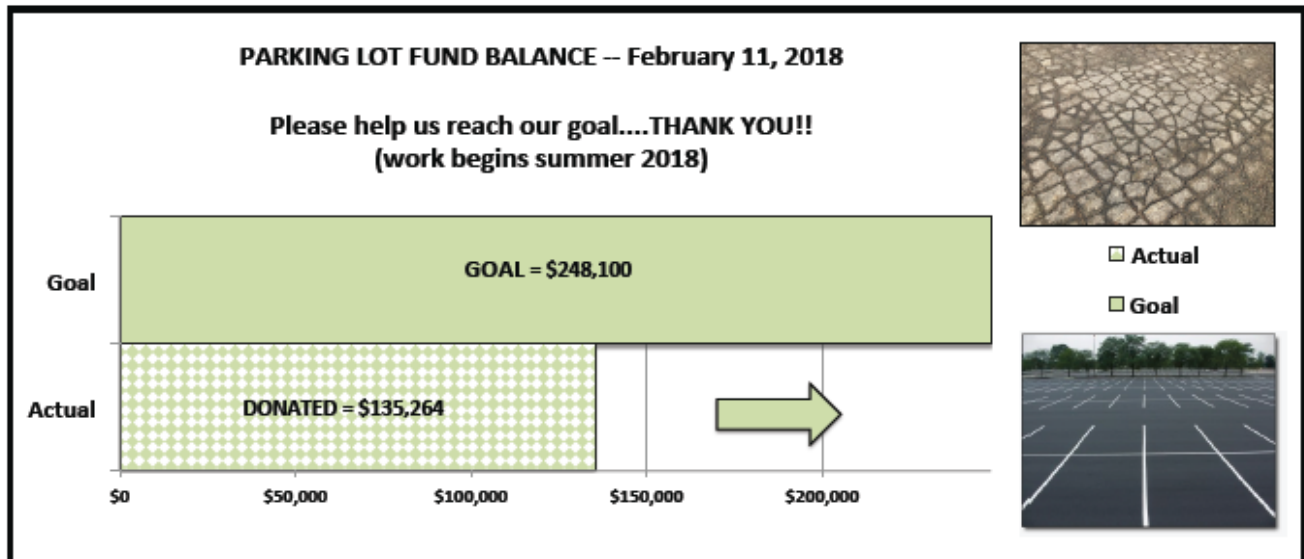 PARKING LOT FUND BALANCE -- February 11, 2018
Please help us reach our goal....THANK YOU!!
(work begins summer 2018)
Goal
GOAL = $248,100
Actual
DONATED = $135,264
$0
$50,000
$100,000
$150,000
$200,000
Actual
Goal